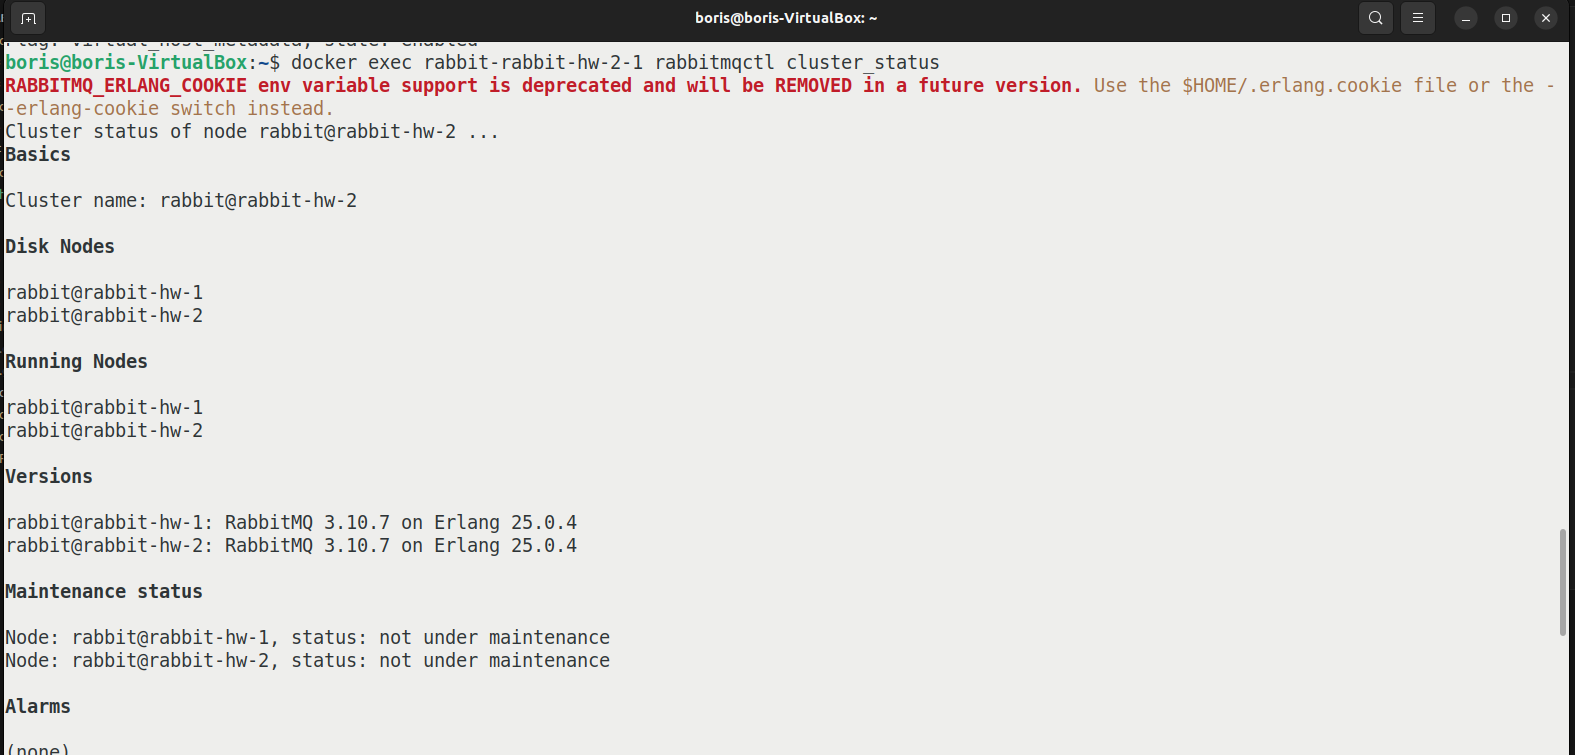 boris@boris-VirtualBox: ~
Flag: virtual_host_metadata, state: enabled
boris@boris-VirtualBox:~$ docker exec rabbit-rabbit-hw-2-1 rabbitmqctl cluster_status
RABBITMQ_ERLANG_COOKIE env variable support is deprecated and will be REMOVED in a future version. Use the $HOME/.erlang.cookie file or the -
-erlang-cookie switch instead.
Cluster status of node rabbit@rabbit-hw-2 ...
Basics
Cluster name: rabbit@rabbit-hw-2
Disk Nodes
rabbit@rabbit-hw-1
rabbit@rabbit-hw-2
Running Nodes
rabbit@rabbit-hw-1
rabbit@rabbit-hw-2
Versions
rabbit@rabbit-hw-1: RabbitMQ 3.10.7 on Erlang 25.0.4
rabbit@rabbit-hw-2: RabbitMQ 3.10.7 on Erlang 25.0.4
Maintenance status
Node: rabbit@rabbit-hw-1, status: not under maintenance
Node: rabbit@rabbit-hw-2, status: not under maintenance
Alarms
(none)